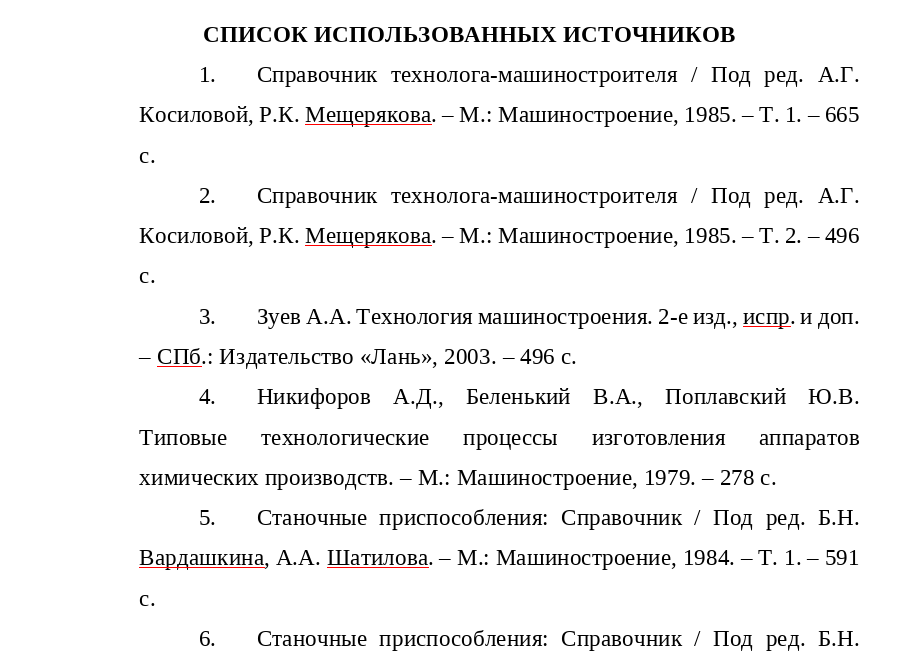 СПИСОК ИСПОЛЬЗОВАННЫХ ИСТОЧНИКОВ
1. Справочник технолога-машиностроителя / Под ред. А.Г.
Косиловой, Р.К. Мещерякова. – М.: Машиностроение, 1985. – Т. 1. – 665
с.
2. Справочник технолога-машиностроителя / Под ред. А.Г.
Косиловой, Р.К. Мещерякова. – М.: Машиностроение, 1985. – Т. 2. – 496
с.
3. Зуев А.А. Технология машиностроения. 2-е изд., испр. и доп.
– СПб.: Издательство «Лань», 2003. – 496 с.
4. Никифоров А.Д., Беленький В.А., Поплавский Ю.В.
Типовые технологические процессы изготовления аппаратов
химических производств. – М.: Машиностроение, 1979. – 278 с.
5. Станочные приспособления: Справочник / Под ред. Б.Н.
Вардашкина, А.А. Шатилова. – М.: Машиностроение, 1984. – Т. 1. – 591
с.
6. Станочные приспособления: Справочник / Под ред. Б.Н.